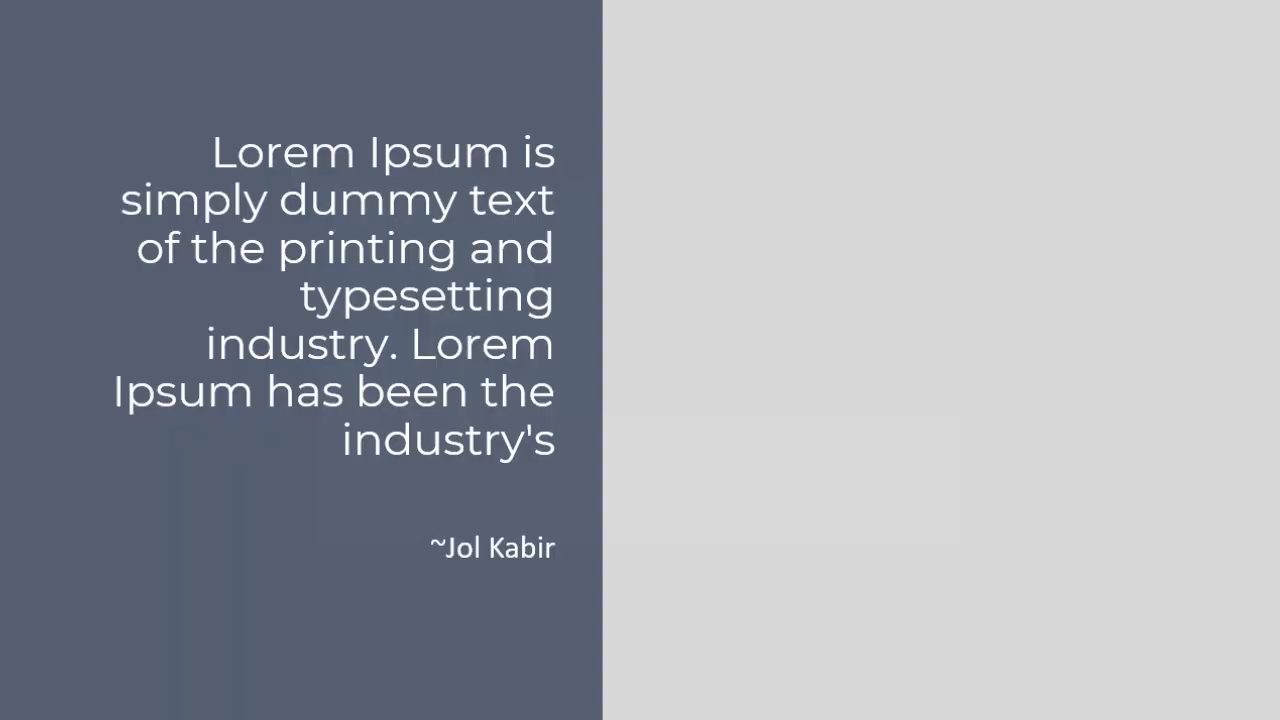 Lorem Ipsum is
simply dummy text
of the printing and
typesetting
industry. Lorem
Ipsum has been the
industry's
~Jol Kabir